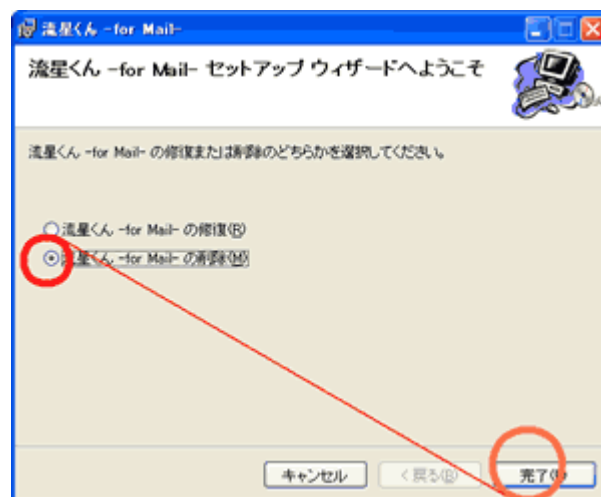 流星くん -for Mail-
流星くん -for Mail- セットアップ ウィザードへようこそ
流星くん -for Mail- の修復または削除のどちらかを選択してください。
流星くん -for Mail- の修復(R)
流星くん -for Mail- の削除(M)
キャンセル
< 戻る(B)
完了(F)